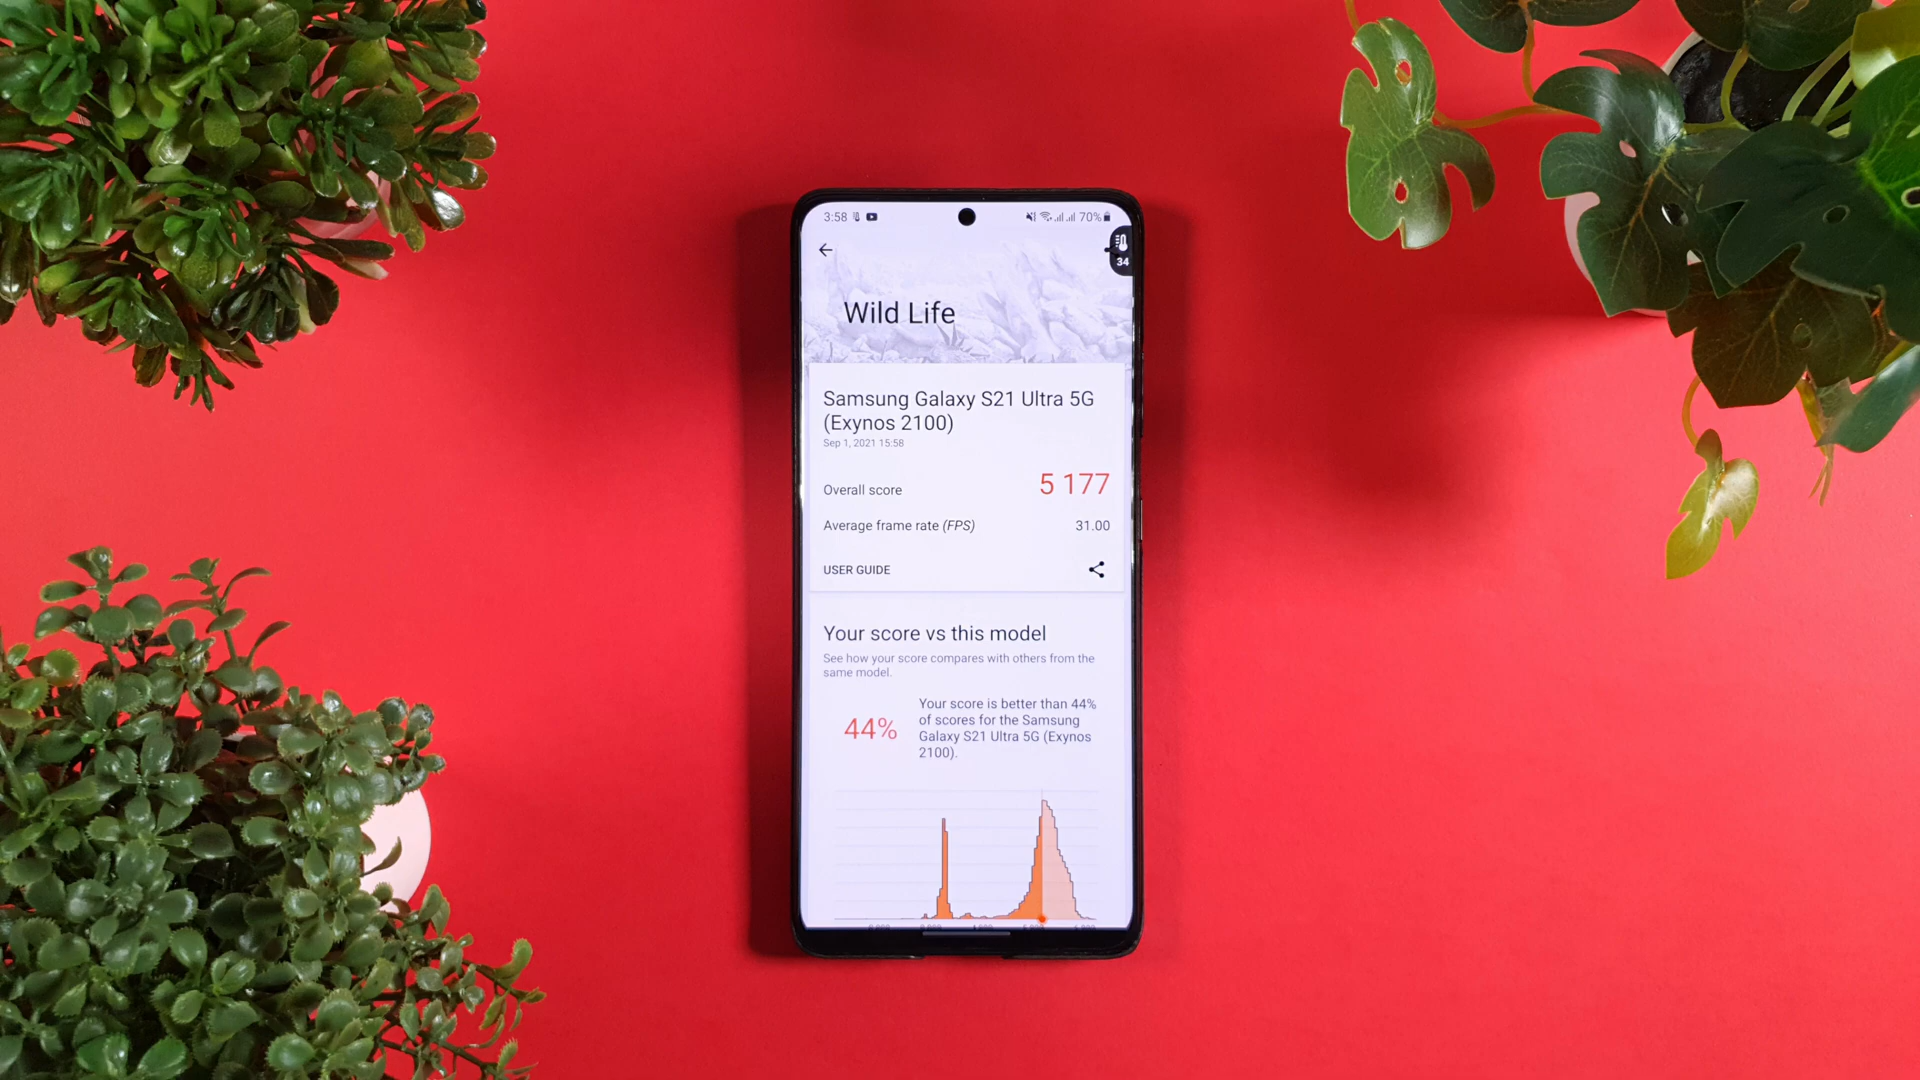 3:58 70%
34
Wild Life
Samsung Galaxy S21 Ultra 5G
(Exynos 2100)
Sep 1, 2021 15:58
Overall score 5 177
Average frame rate (FPS) 31.00
USER GUIDE
Your score vs this model
See how your score compares with others from the
same model.
44%
Your score is better than 44%
of scores for the Samsung
Galaxy S21 Ultra 5G (Exynos
2100).